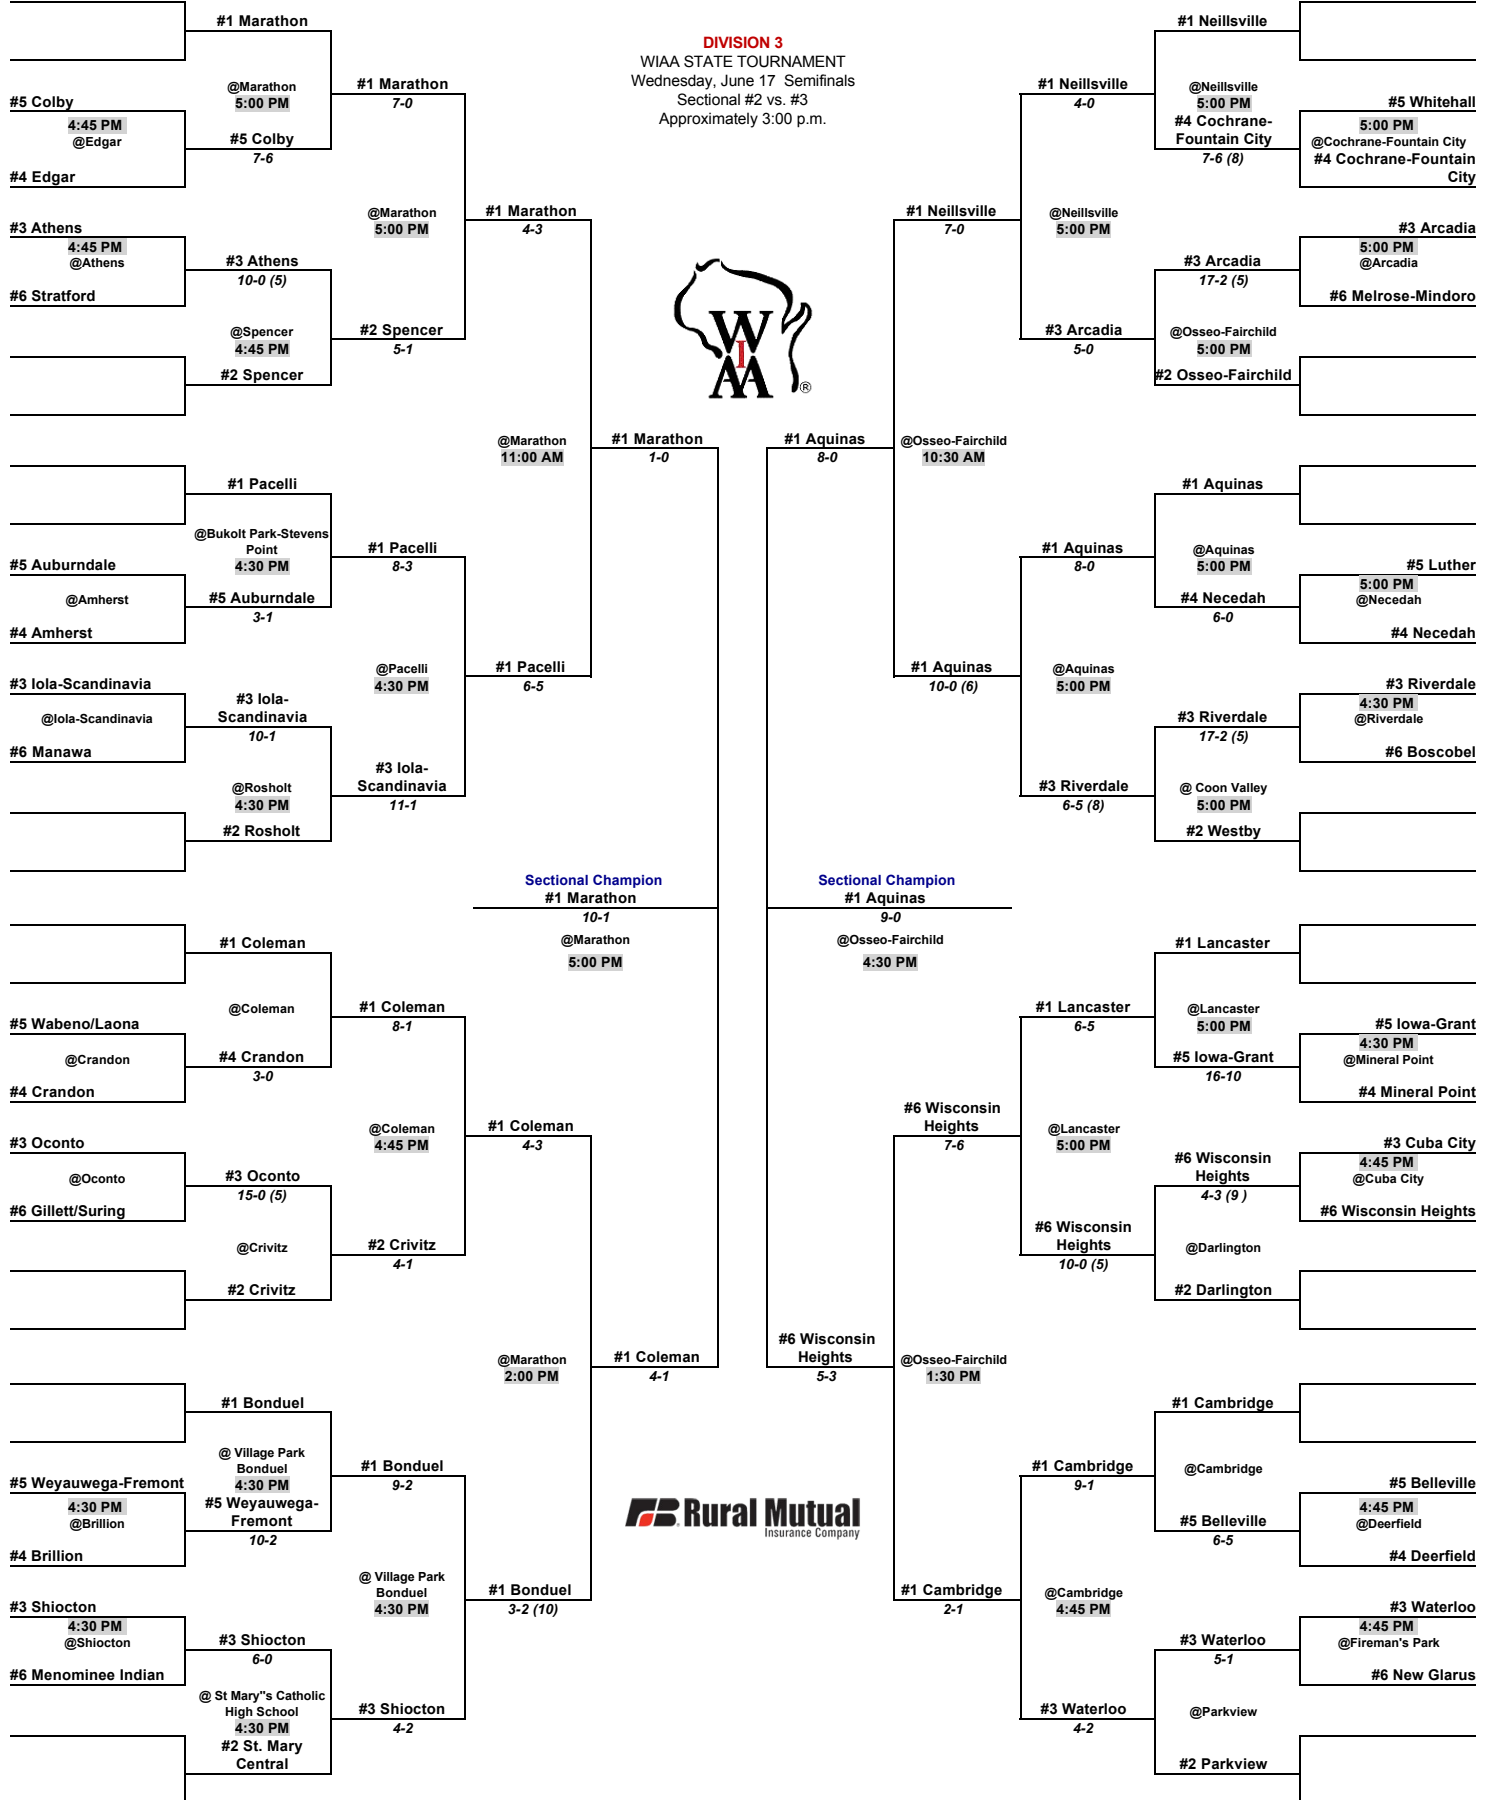 DIVISION 3
WIAA STATE TOURNAMENT
Wednesday, June 17 Semifinals
Sectional #2 vs. #3
Approximately 3:00 p.m.
#1 Marathon
@Marathon
5:00 PM
#1 Marathon
7-0
#5 Colby
4:45 PM
@Edgar
#5 Colby
7-6
#4 Edgar
@Marathon
5:00 PM
#1 Marathon
4-3
#3 Athens
4:45 PM
@Athens
#3 Athens
10-0 (5)
#6 Stratford
@Spencer
4:45 PM
#2 Spencer
5-1
#2 Spencer
@Marathon
11:00 AM
#1 Marathon
1-0
#1 Pacelli
@Bukolt Park-Stevens
Point
4:30 PM
#1 Pacelli
8-3
#5 Auburndale
@Amherst
#5 Auburndale
3-1
#4 Amherst
@Pacelli
4:30 PM
#1 Pacelli
6-5
#3 Iola-Scandinavia
@Iola-Scandinavia
#3 Iola-
Scandinavia
10-1
#6 Manawa
@Rosholt
4:30 PM
#3 Iola-
Scandinavia
11-1
#2 Rosholt
Sectional Champion
#1 Marathon
10-1
@Marathon
5:00 PM
#1 Coleman
@Coleman
#1 Coleman
8-1
#5 Wabeno/Laona
@Crandon
#4 Crandon
3-0
#4 Crandon
@Coleman
4:45 PM
#1 Coleman
4-3
#3 Oconto
@Oconto
#3 Oconto
15-0 (5)
#6 Gillett/Suring
@Crivitz
#2 Crivitz
4-1
#2 Crivitz
@Marathon
2:00 PM
#1 Coleman
4-1
#1 Bonduel
@ Village Park
Bonduel
4:30 PM
#1 Bonduel
9-2
#5 Weyauwega-Fremont
4:30 PM
@Brillion
#5 Weyauwega-
Fremont
10-2
#4 Brillion
@ Village Park
Bonduel
4:30 PM
#1 Bonduel
3-2 (10)
#3 Shiocton
4:30 PM
@Shiocton
#3 Shiocton
6-0
#6 Menominee Indian
@ St Mary"s Catholic
High School
4:30 PM
#3 Shiocton
4-2
#2 St. Mary
Central
W
I
AA
®
#1 Neillsville
#1 Neillsville
4-0
@Neillsville
5:00 PM
#5 Whitehall
5:00 PM
@Cochrane-Fountain City
#4 Cochrane-
Fountain City
7-6 (8)
#4 Cochrane-Fountain
City
#1 Neillsville
7-0
@Neillsville
5:00 PM
#3 Arcadia
5:00 PM
@Arcadia
#3 Arcadia
17-2 (5)
#6 Melrose-Mindoro
#3 Arcadia
5-0
@Osseo-Fairchild
5:00 PM
#2 Osseo-Fairchild
#1 Aquinas
8-0
@Osseo-Fairchild
10:30 AM
#1 Aquinas
#1 Aquinas
8-0
@Aquinas
5:00 PM
#5 Luther
5:00 PM
@Necedah
#4 Necedah
6-0
#4 Necedah
#1 Aquinas
10-0 (6)
@Aquinas
5:00 PM
#3 Riverdale
4:30 PM
@Riverdale
#3 Riverdale
17-2 (5)
#6 Boscobel
#3 Riverdale
6-5 (8)
@ Coon Valley
5:00 PM
#2 Westby
Sectional Champion
#1 Aquinas
9-0
@Osseo-Fairchild
4:30 PM
#1 Lancaster
#1 Lancaster
6-5
@Lancaster
5:00 PM
#5 Iowa-Grant
4:30 PM
@Mineral Point
#5 Iowa-Grant
16-10
#4 Mineral Point
#6 Wisconsin
Heights
7-6
@Lancaster
5:00 PM
#3 Cuba City
4:45 PM
@Cuba City
#6 Wisconsin
Heights
4-3 (9 )
#6 Wisconsin Heights
#6 Wisconsin
Heights
10-0 (5)
@Darlington
#2 Darlington
#6 Wisconsin
Heights
5-3
@Osseo-Fairchild
1:30 PM
#1 Cambridge
#1 Cambridge
9-1
@Cambridge
#5 Belleville
4:45 PM
@Deerfield
#5 Belleville
6-5
#4 Deerfield
#1 Cambridge
2-1
@Cambridge
4:45 PM
#3 Waterloo
4:45 PM
@Fireman's Park
#3 Waterloo
5-1
#6 New Glarus
#3 Waterloo
4-2
@Parkview
#2 Parkview
Rural Mutual
Insurance Company